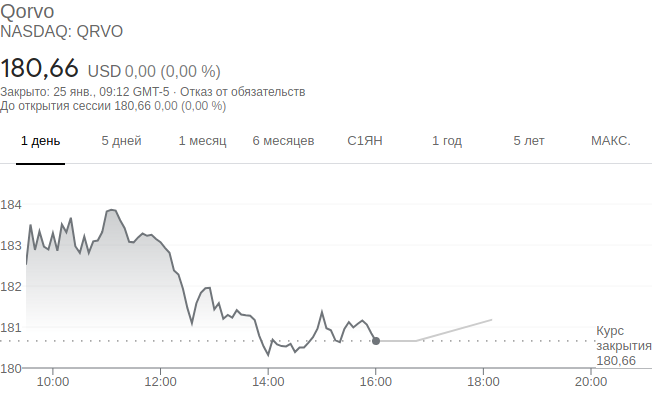 Qorvo
NASDAQ: QRVO
180,66 USD 0,00 (0,00 %)
Закрыто: 25 янв., 09:12 GMT-5 · Отказ от обязательств
До открытия сессии 180,66 0,00 (0,00 %)
1 день 5 дней 1 месяц 6 месяцев С1ЯН 1 год 5 лет МАКС.
184
183
182
181
180
Курс
закрытия
180,66
10:00 12:00 14:00 16:00 18:00 20:00